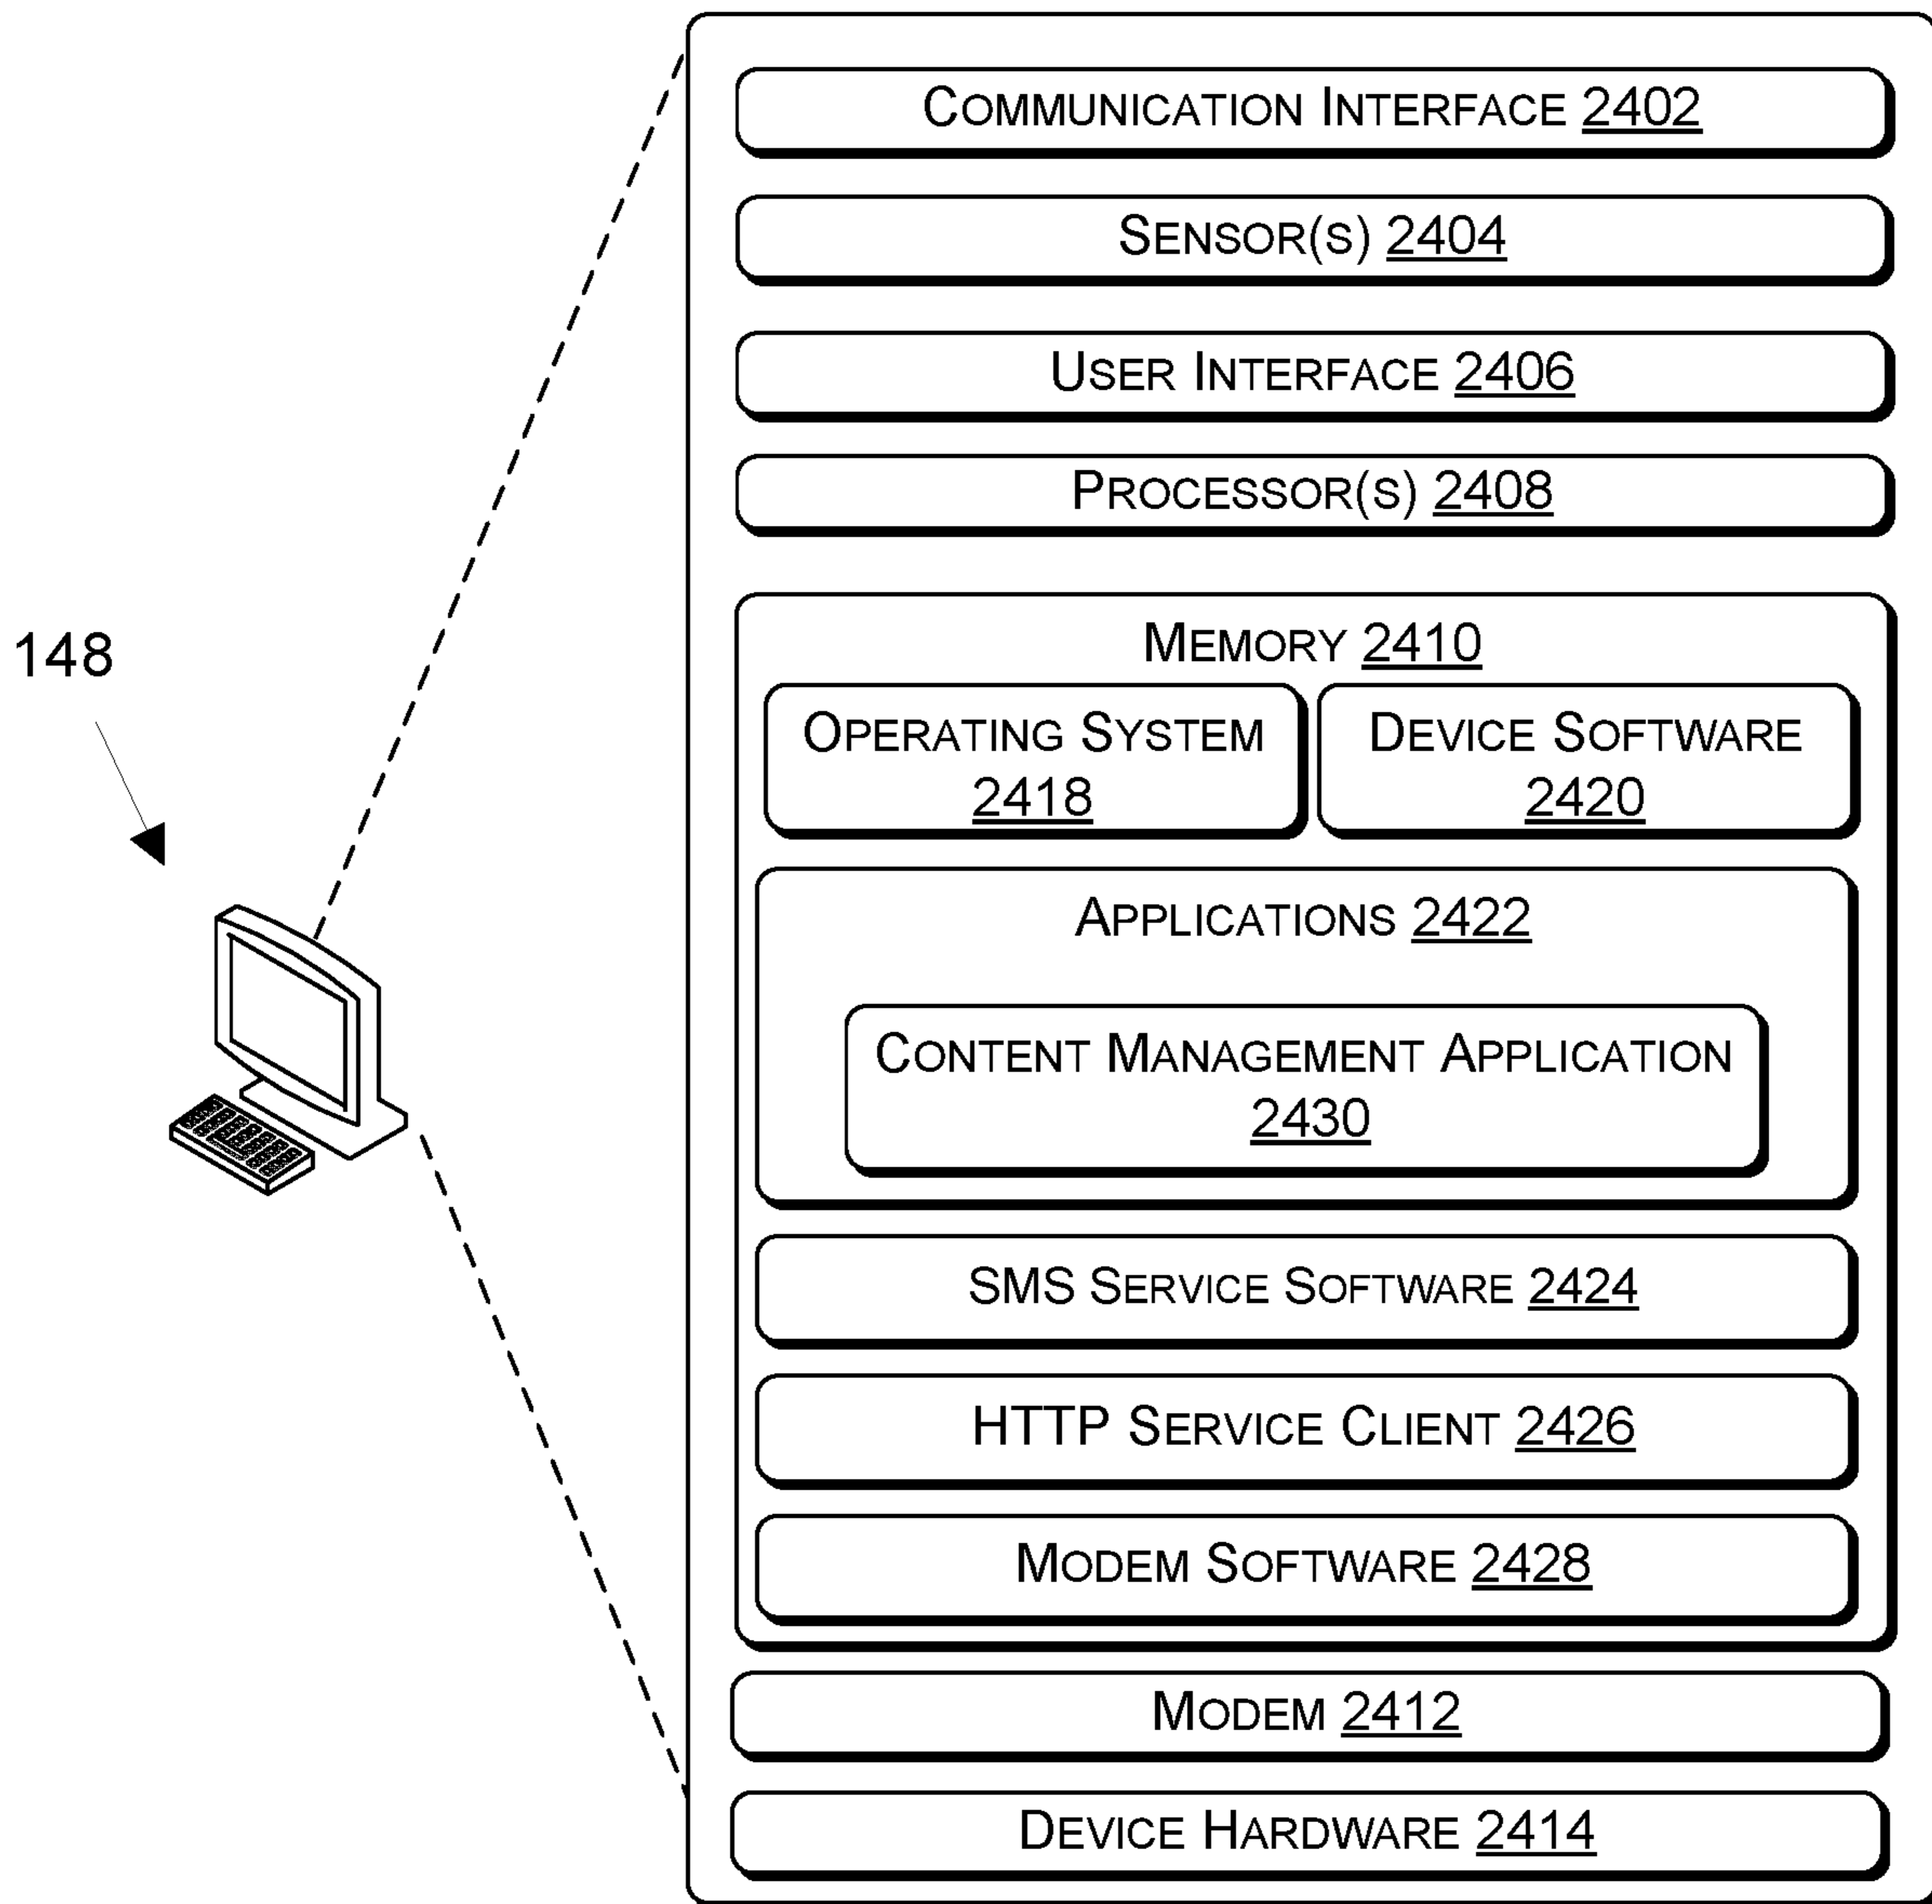 COMMUNICATION INTERFACE 2402
SENSOR(S) 2404
USER INTERFACE 2406
PROCESSOR(S) 2408
148
MEMORY 2410
OPERATING SYSTEM
2418
DEVICE SOFTWARE
2420
APPLICATIONS 2422
CONTENT MANAGEMENT APPLICATION
2430
SMS SERVICE SOFTWARE 2424
HTTP SERVICE CLIENT 2426
MODEM SOFTWARE 2428
MODEM 2412
DEVICE HARDWARE 2414